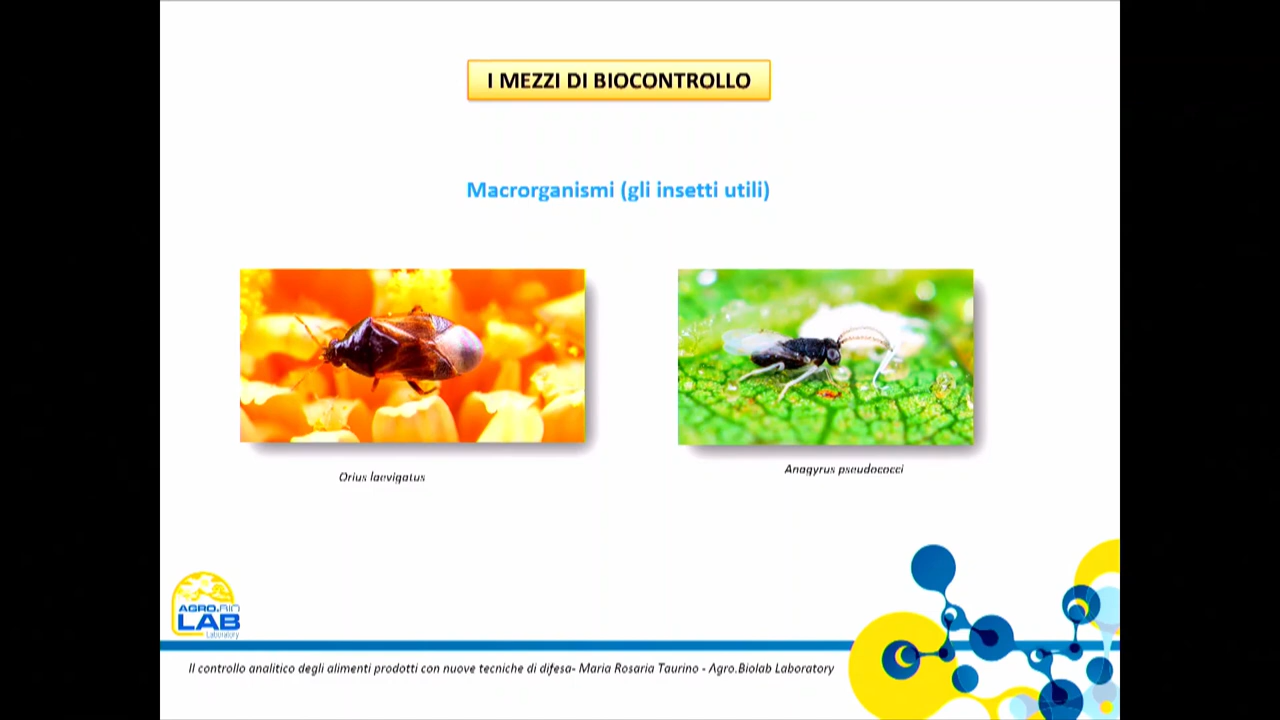 I MEZZI DI BIOCONTROLLO
Macrorganismi (gli insetti utili)
Orius laevigatus
Anagyrus pseudococci
AGRO.BIO
LAB
Laboratory
Il controllo analitico degli alimenti prodotti con nuove tecniche di difesa- Maria Rosaria Taurino - Agro.Biolab Laboratory